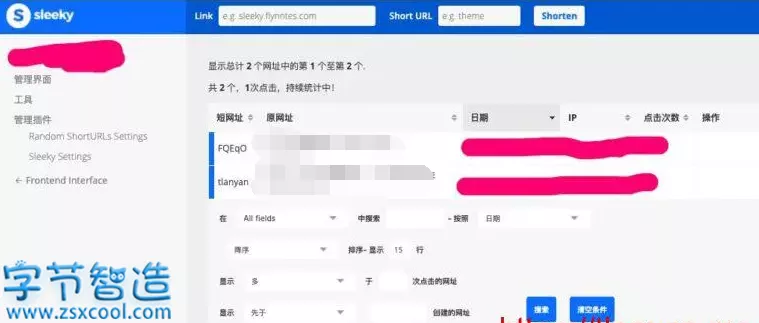 S sleeky
Link e.g. sleeky.flynntes.com Short URL e.g. theme Shorten
显示总计 2 个网址中的第 1 个至第 2 个.
管理界面
共 2 个，1次点击，持续统计中！
工具
管理插件
短网址 原网址 日期 IP 点击次数 操作
Random ShortURLs Settings
FQEqO
Sleeky Settings
← Frontend Interface
tianyan
在 All fields 中搜索 - 按照 日期
降序 排序 - 显示 15 行
显示 多 于 次点击的网址
显示 先于 创建的网址 搜索 清空条件
字节智造
www.zsxcool.com